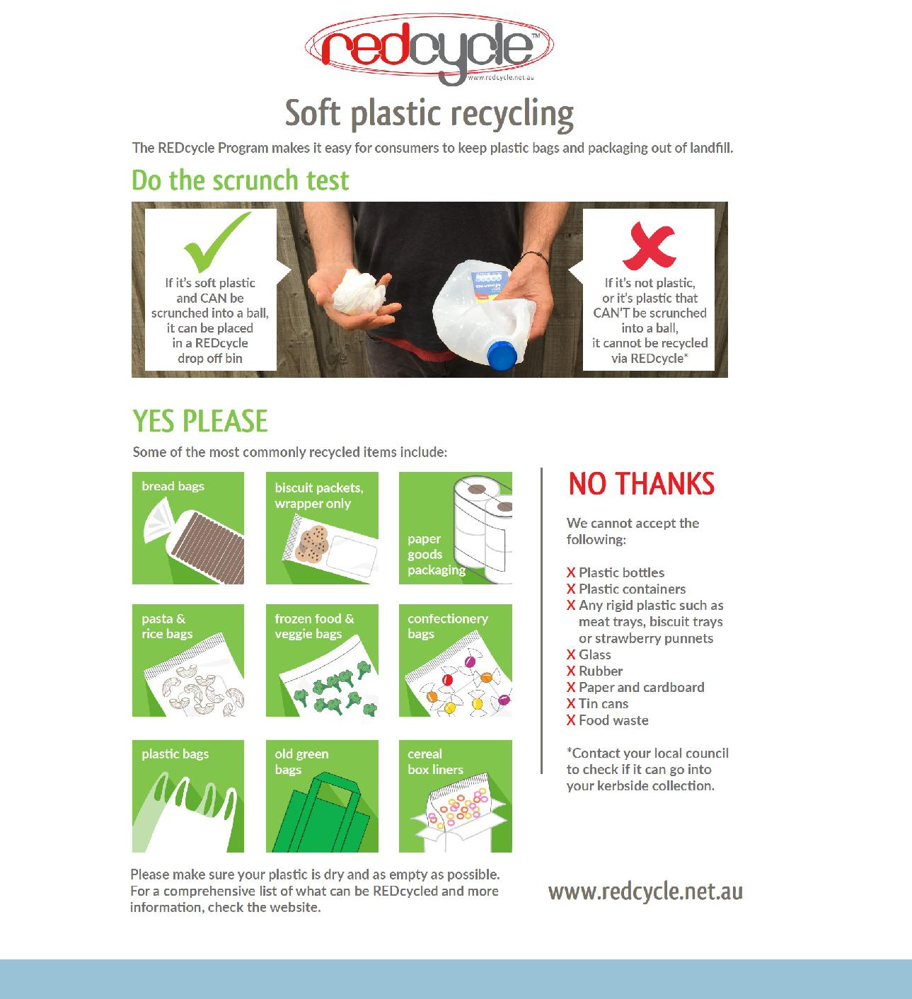 redcycle™
www.redcycle.net.au
Soft plastic recycling
The REDcycle Program makes it easy for consumers to keep plastic bags and packaging out of landfill.
Do the scrunch test
If it's soft plastic
and CAN be
scrunched into a ball,
it can be placed
in a REDcycle
drop off bin
If it's not plastic,
or it's plastic that
CAN'T be scrunched
into a ball,
it cannot be recycled
via REDcycle*
YES PLEASE
Some of the most commonly recycled items include:
bread bags
biscuit packets,
wrapper only
paper
goods
packaging
pasta &
rice bags
frozen food &
veggie bags
confectionery
bags
plastic bags
old green
bags
cereal
box liners
NO THANKS
We cannot accept the
following:
X Plastic bottles
X Plastic containers
X Any rigid plastic such as
meat trays, biscuit trays
or strawberry punnets
X Glass
X Rubber
X Paper and cardboard
X Tin cans
X Food waste
*Contact your local council
to check if it can go into
your kerbside collection.
Please make sure your plastic is dry and as empty as possible.
For a comprehensive list of what can be REDcycled and more
information, check the website.
www.redcycle.net.au